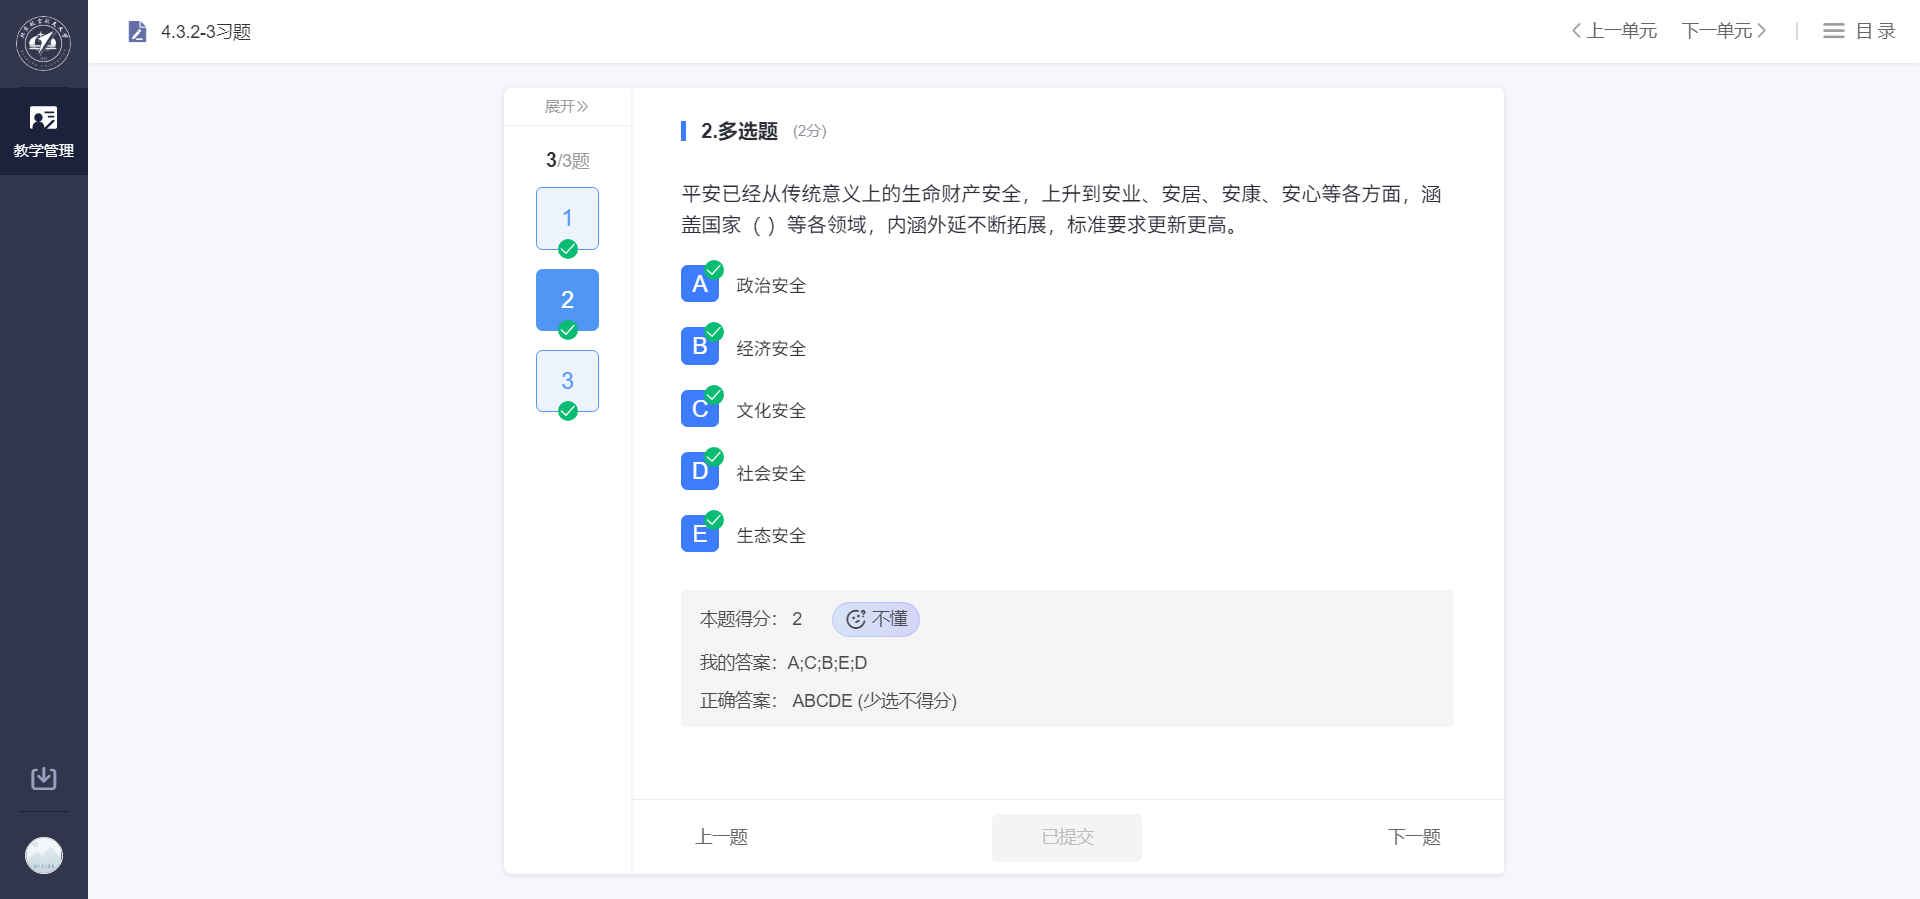 4.3.2-3习题
上一单元
下一单元
目录
教学管理
展开
3/3题
1
2
3
2.多选题 (2分)
平安已经从传统意义上的生命财产安全，上升到安业、安居、安康、安心等各方面，涵
盖国家（ ）等各领域，内涵外延不断拓展，标准要求更新更高。
A 政治安全
B 经济安全
C 文化安全
D 社会安全
E 生态安全
本题得分： 2 不懂
我的答案：A;C;B;E;D
正确答案： ABCDE (少选不得分)
上一题
已提交
下一题